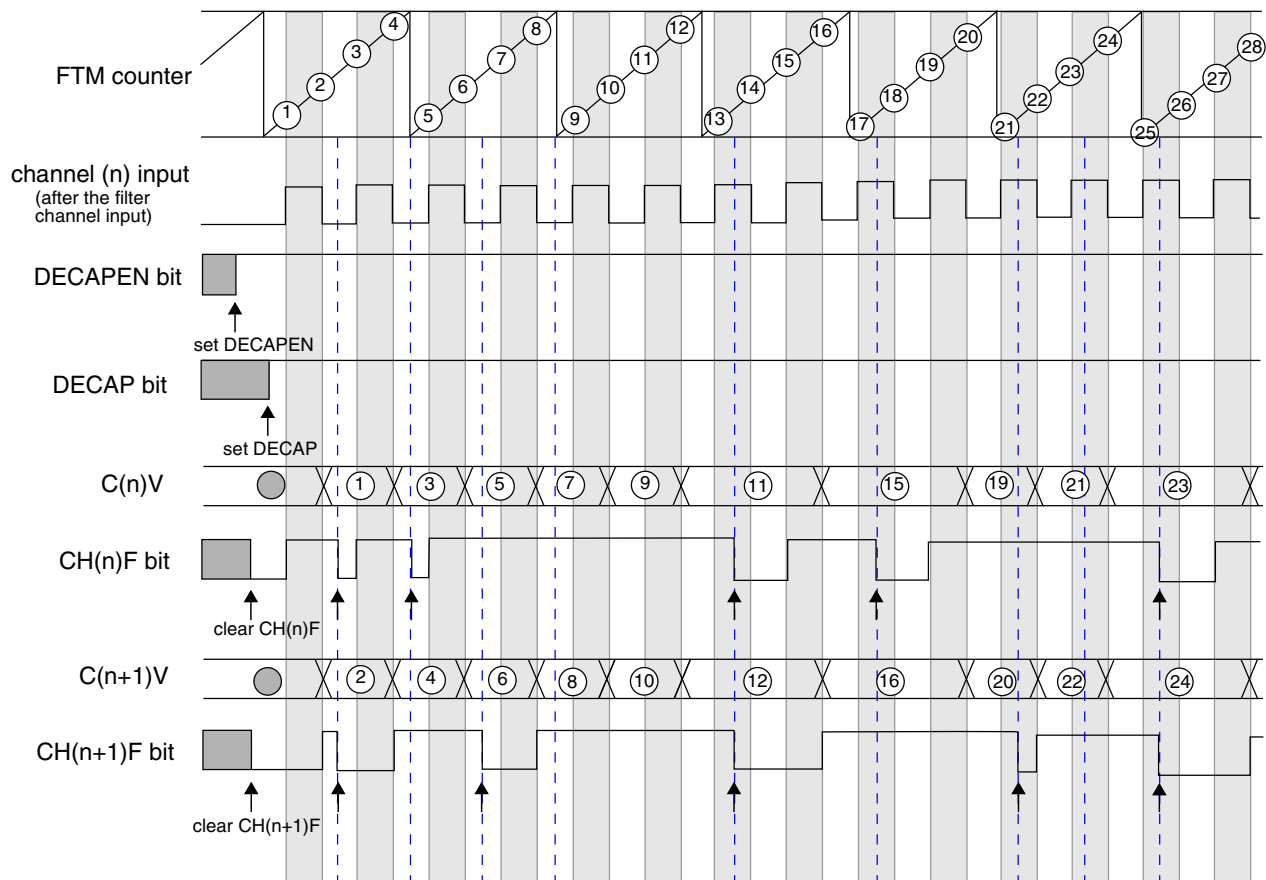 FTM counter
1 2 3 4 5 6 7 8 9 10 11 12 13 14 15 16 17 18 19 20 21 22 23 24 25 26 27 28
channel (n) input
(after the filter
channel input)
DECAPEN bit
set DECAPEN
DECAP bit
set DECAP
C(n)V
1 3 5 7 9 11 15 19 21 23
CH(n)F bit
clear CH(n)F
C(n+1)V
2 4 6 8 10 12 16 20 22 24
CH(n+1)F bit
clear CH(n+1)F